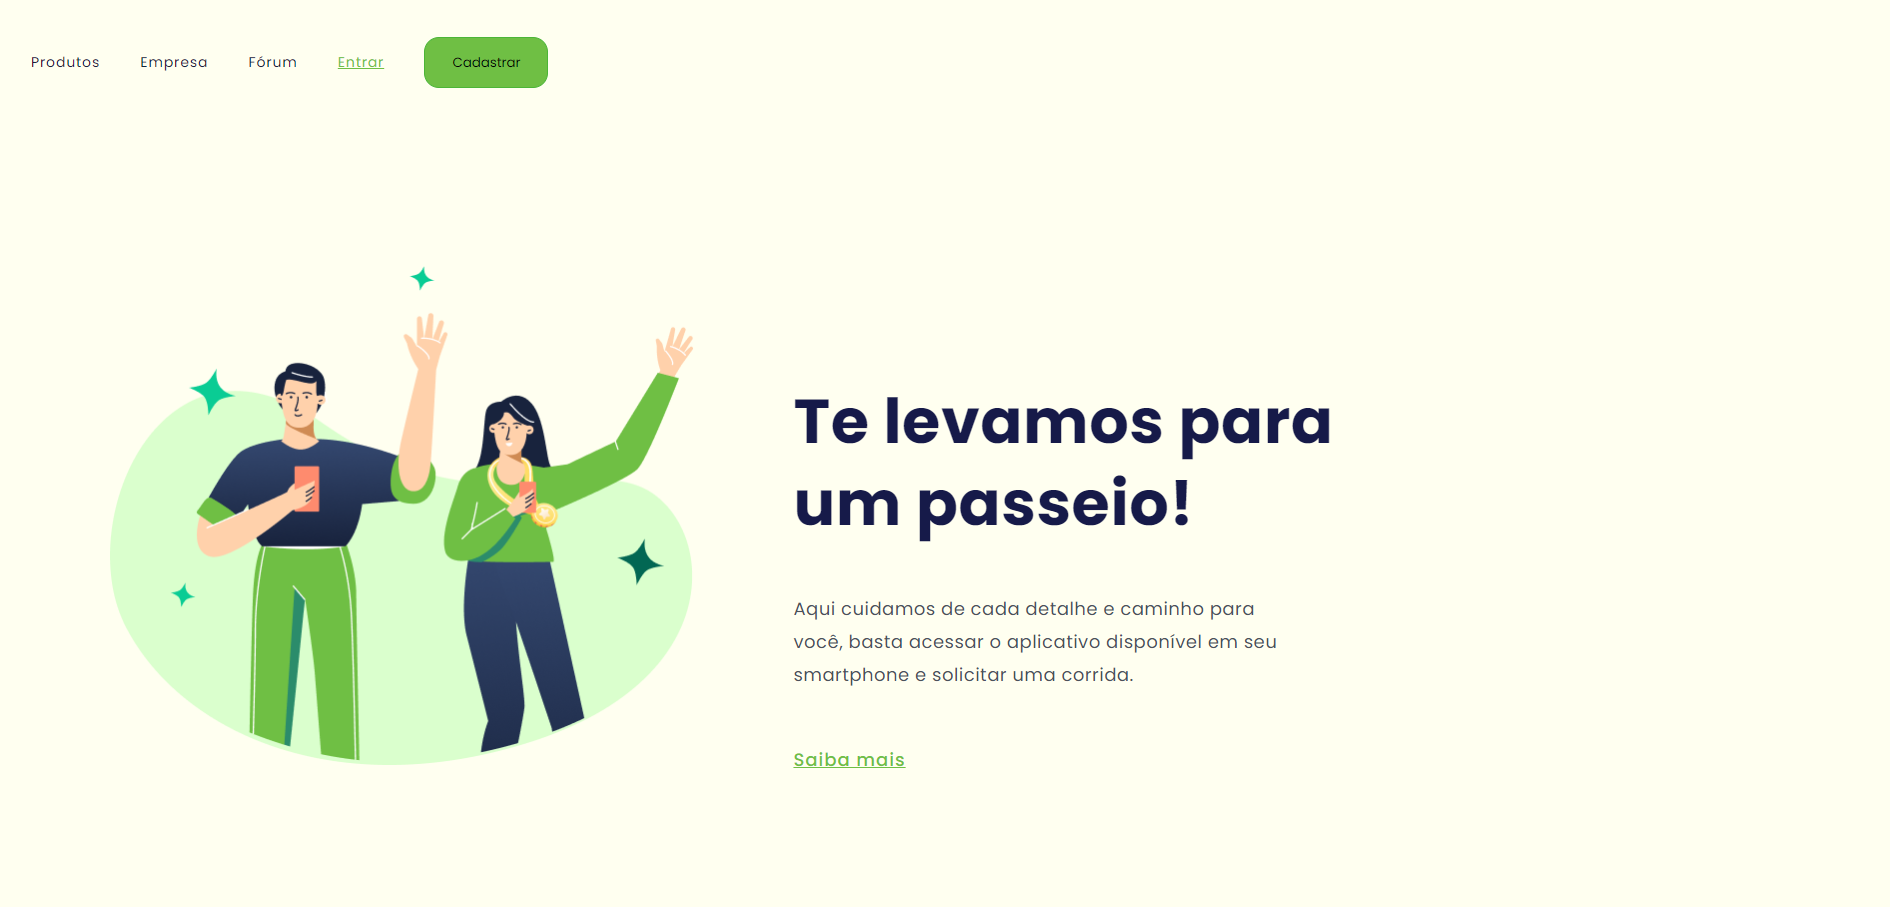 Produtos Empresa Fórum Entrar Cadastrar
Te levamos para
um passeio!
Aqui cuidamos de cada detalhe e caminho para
você, basta acessar o aplicativo disponível em seu
smartphone e solicitar uma corrida.
Saiba mais